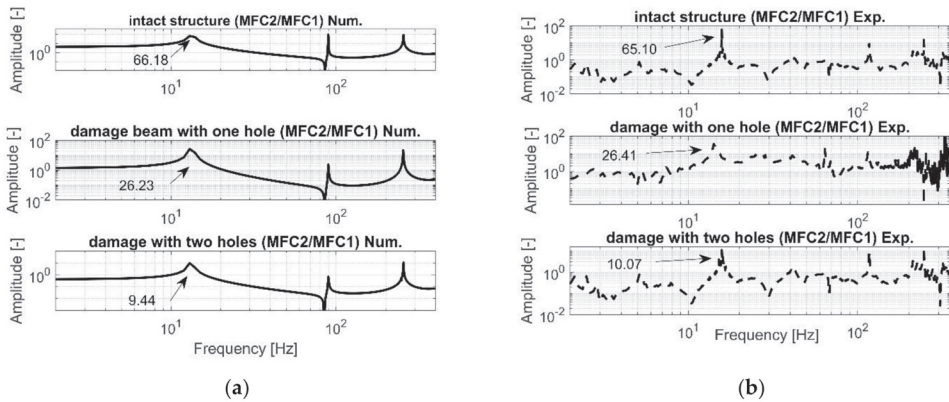 intact structure (MFC2/MFC1) Num.
Amplitude [-]
10^0
66.18
10^1
10^2
damage beam with one hole (MFC2/MFC1) Num.
Amplitude [-]
10^2
10^0
10^-2
26.23
10^1
10^2
damage with two holes (MFC2/MFC1) Num.
Amplitude [-]
10^0
9.44
10^1
10^2
Frequency [Hz]
(a)
intact structure (MFC2/MFC1) Exp.
Amplitude [-]
10^2
10^0
10^-2
65.10
10^1
10^2
damage with one hole (MFC2/MFC1) Exp.
Amplitude [-]
10^2
10^0
10^-2
26.41
10^1
10^2
damage with two holes (MFC2/MFC1) Exp.
Amplitude [-]
10^0
10^-2
10.07
10^1
10^2
Frequency [Hz]
(b)